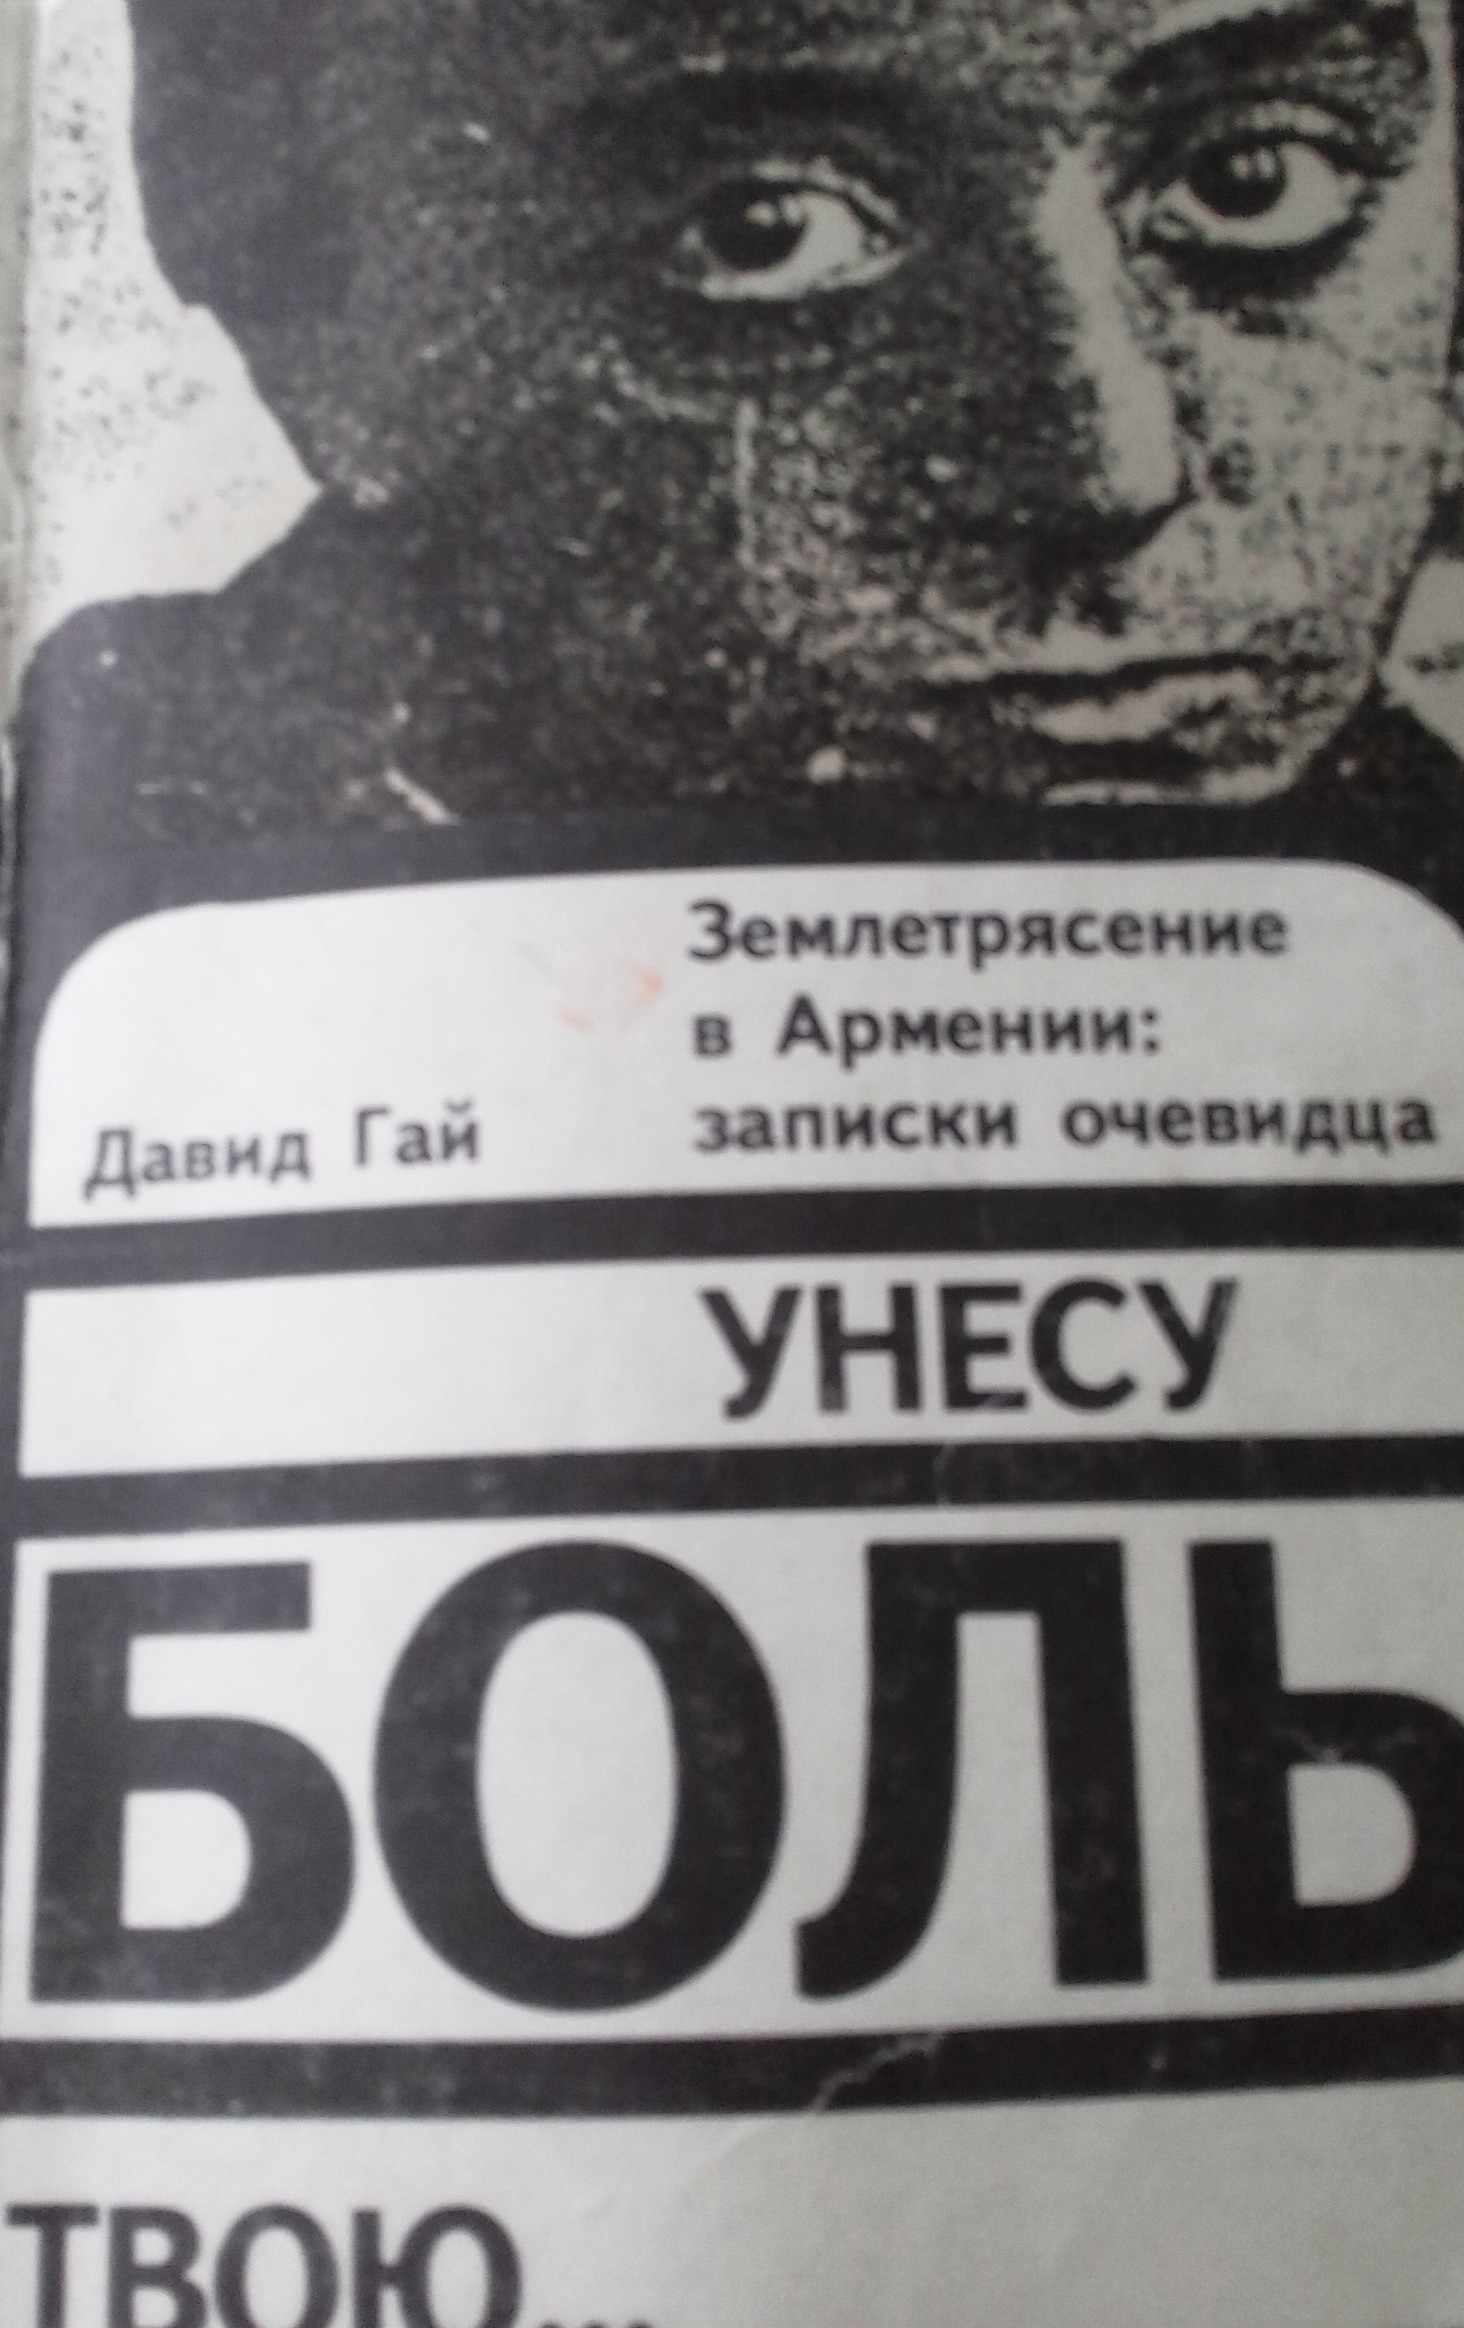 Землетрясение
в Армении:
Давид Гай записки очевидца
УНЕСУ
БОЛЬ
ТВОЮ...